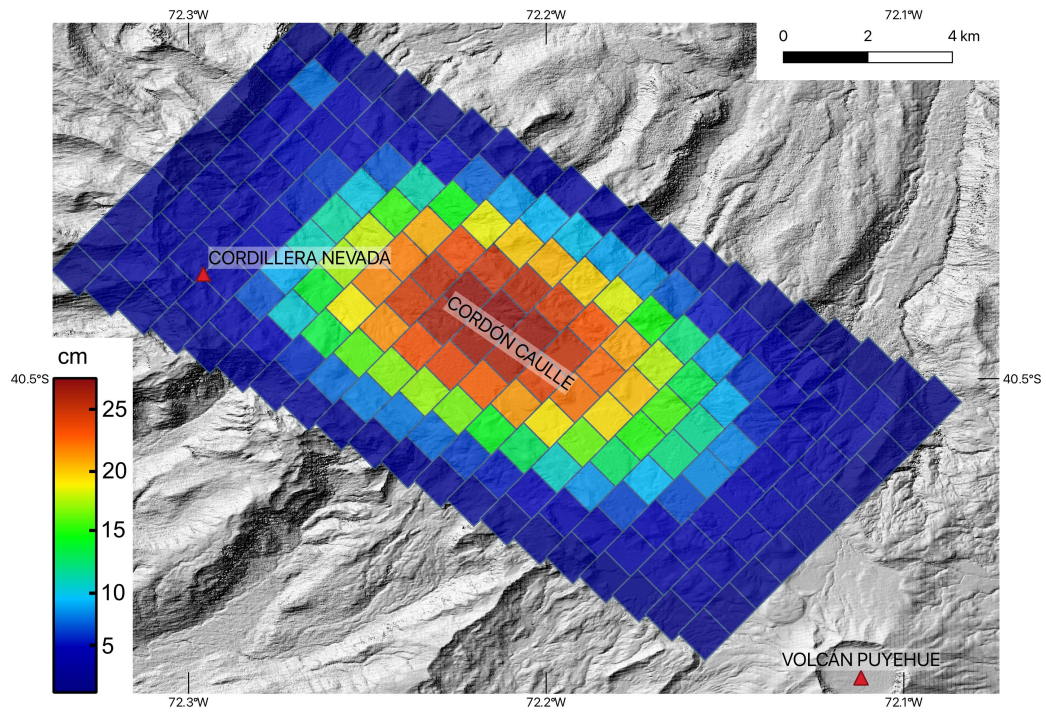 72.3°W 72.2°W 72.1°W
0 2 4 km
CORDILLERA NEVADA
CORDÓN CAULLE
cm
40.5°S 40.5°S
25
20
15
10
5
VOLCÁN PUYEHUE
72.3°W 72.2°W 72.1°W